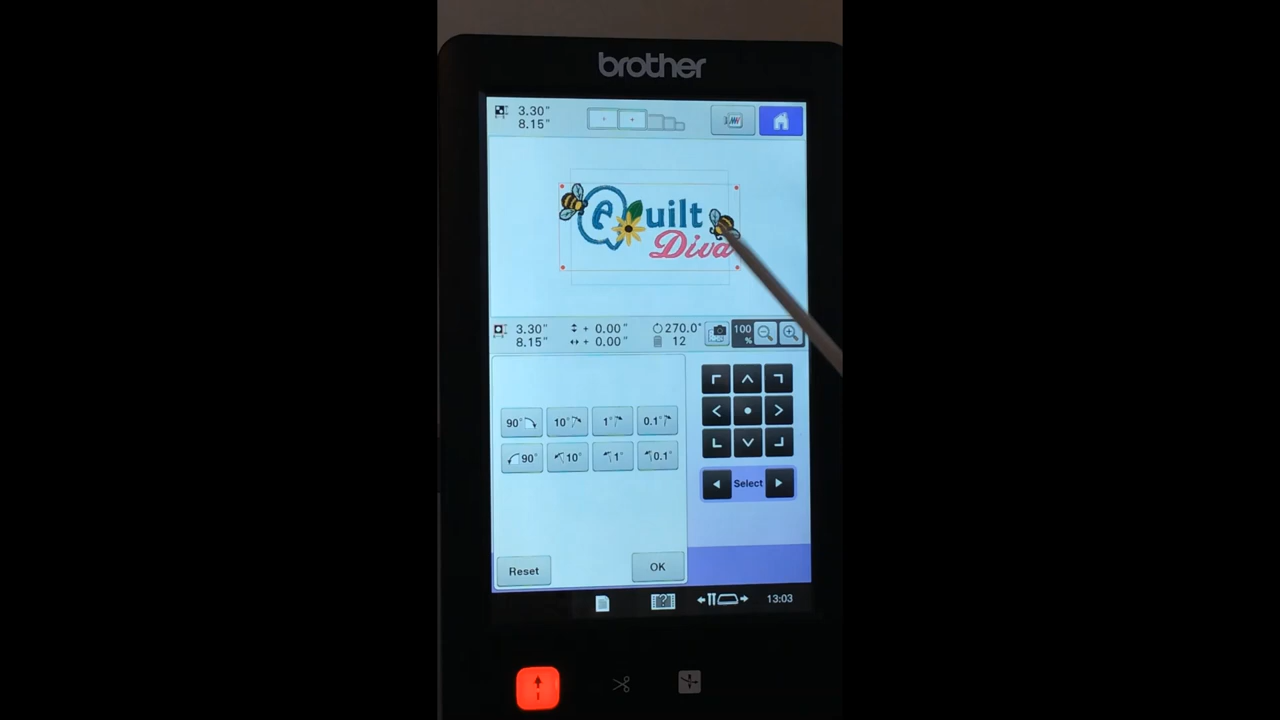 brother
3.30"
8.15"
e uilt
Diva
3.30" + 0.00" 270.0° 100
8.15" + 0.00" 12 %
90° 10° 1° 0.1°
90° 10° 1° 0.1°
Select
Reset OK
13:03